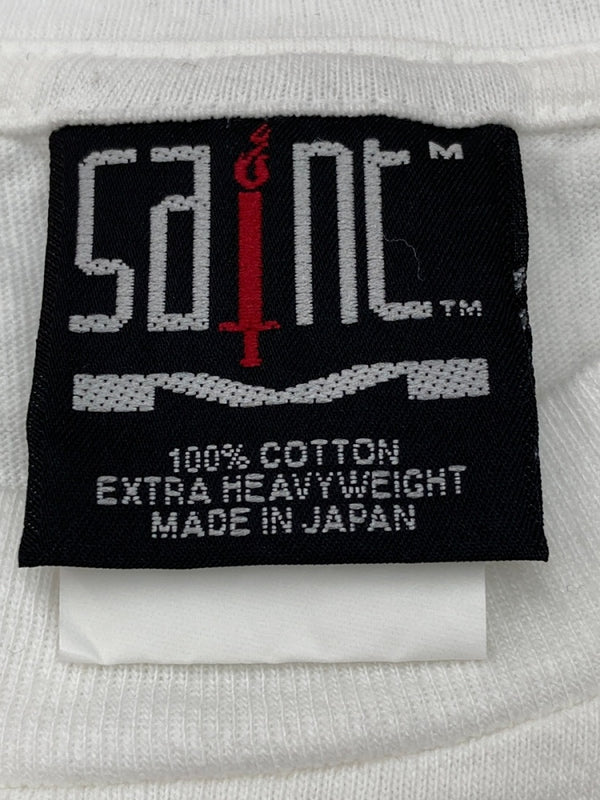 SAINT M
TM
100% COTTON
EXTRA HEAVYWEIGHT
MADE IN JAPAN